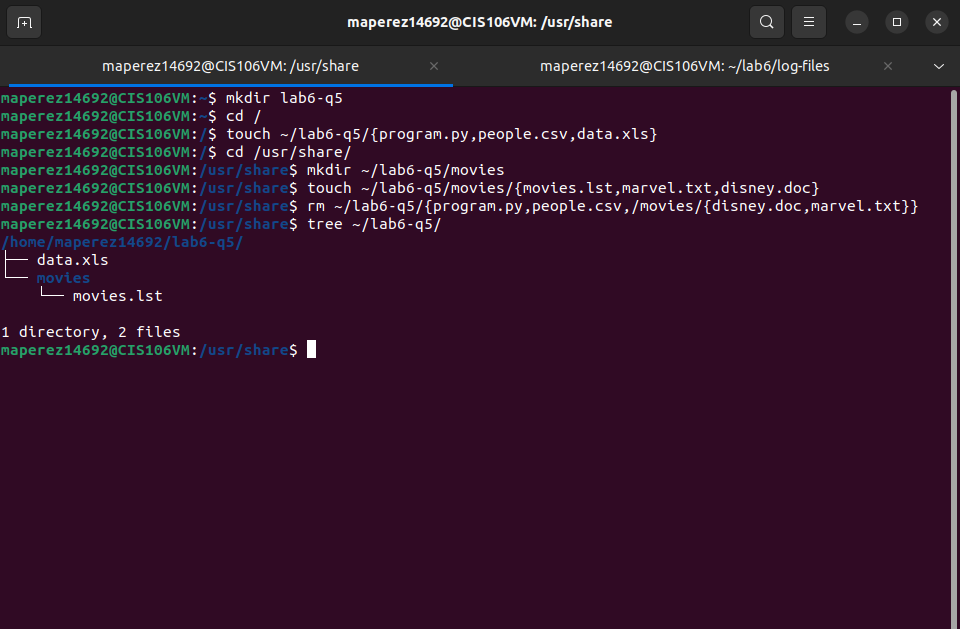 maperez14692@CIS106VM: /usr/share
maperez14692@CIS106VM: /usr/share
maperez14692@CIS106VM: ~/lab6/log-files
maperez14692@CIS106VM:~$ mkdir lab6-q5
maperez14692@CIS106VM:~$ cd /
maperez14692@CIS106VM:/$ touch ~/lab6-q5/{program.py,people.csv,data.xls}
maperez14692@CIS106VM:/$ cd /usr/share/
maperez14692@CIS106VM:/usr/share$ mkdir ~/lab6-q5/movies
maperez14692@CIS106VM:/usr/share$ touch ~/lab6-q5/movies/{movies.lst,marvel.txt,disney.doc}
maperez14692@CIS106VM:/usr/share$ rm ~/lab6-q5/{program.py,people.csv,/movies/{disney.doc,marvel.txt}}
maperez14692@CIS106VM:/usr/share$ tree ~/lab6-q5/
/home/maperez14692/lab6-q5/
├── data.xls
└── movies
    └── movies.lst
1 directory, 2 files
maperez14692@CIS106VM:/usr/share$